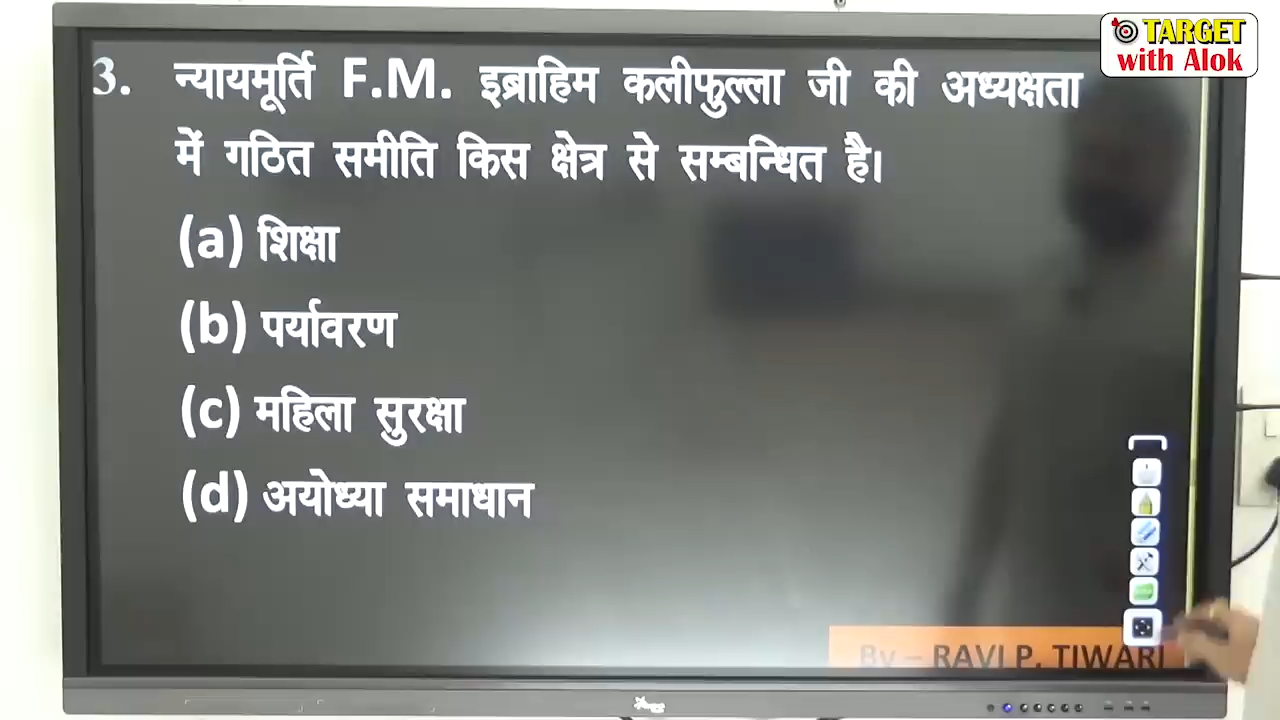 TARGET
with Alok
3. न्यायमूर्ति F.M. इब्राहिम कलीफुल्ला जी की अध्यक्षता
में गठित समीति किस क्षेत्र से सम्बन्धित है।
(a) शिक्षा
(b) पर्यावरण
(c) महिला सुरक्षा
(d) अयोध्या समाधान
By – RAVI P. TIWARI